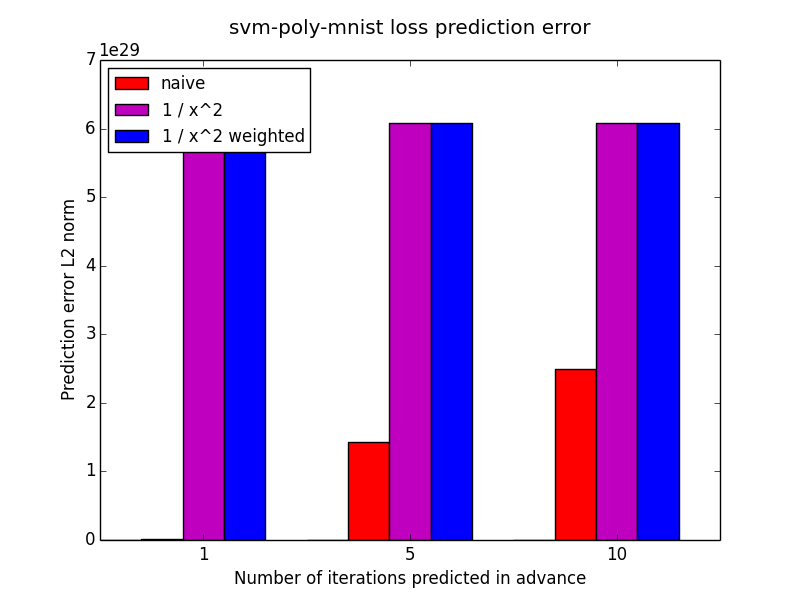 svm-poly-mnist loss prediction error
1e29
7
6
5
4
3
2
1
0
Prediction error L2 norm
naive
1 / x^2
1 / x^2 weighted
1
5
10
Number of iterations predicted in advance